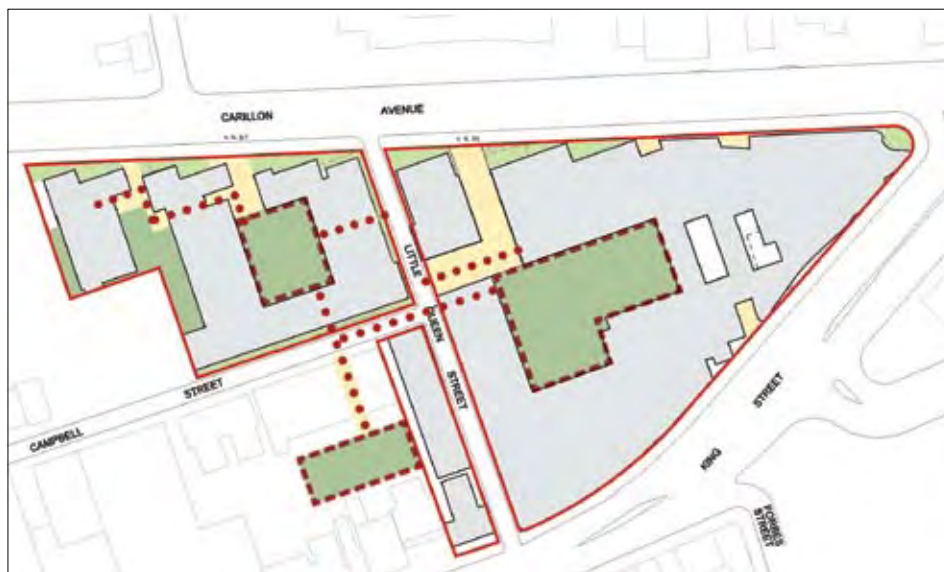 CARILLON
AVENUE
LITTLE
QUEEN
STREET
CAMPBELL
STREET
KING
STREET
FORBES
STREET